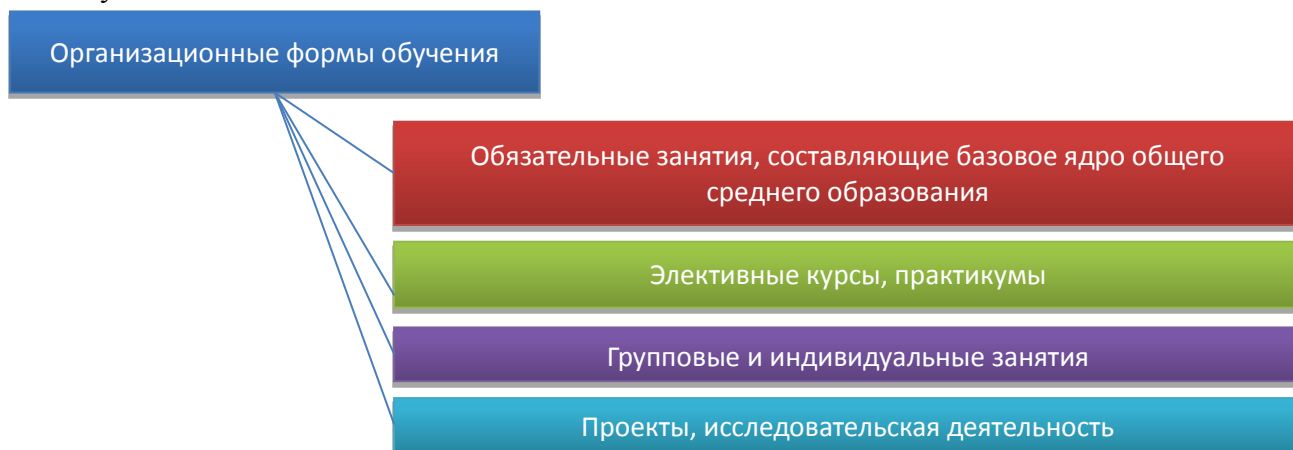 Организационные формы обучения
Обязательные занятия, составляющие базовое ядро общего
среднего образования
Элективные курсы, практикумы
Групповые и индивидуальные занятия
Проекты, исследовательская деятельность